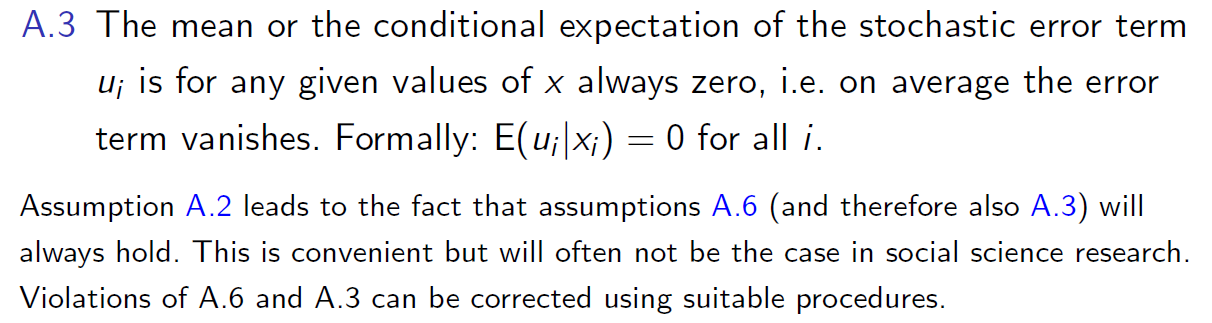 A.3 The mean or the conditional expectation of the stochastic error term
uᵢ is for any given values of x always zero, i.e. on average the error
term vanishes. Formally: E(uᵢ|xᵢ) = 0 for all i.
Assumption A.2 leads to the fact that assumptions A.6 (and therefore also A.3) will
always hold. This is convenient but will often not be the case in social science research.
Violations of A.6 and A.3 can be corrected using suitable procedures.